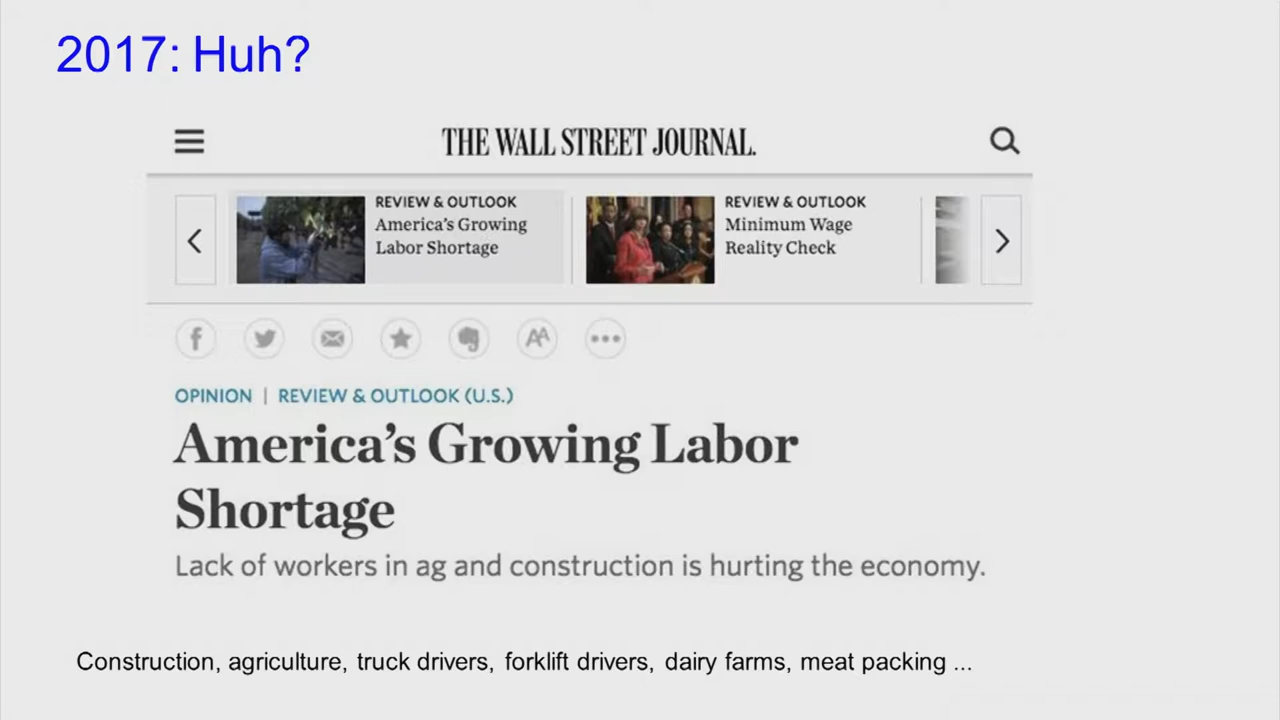 2017: Huh?
THE WALL STREET JOURNAL.
REVIEW & OUTLOOK
America's Growing
Labor Shortage
REVIEW & OUTLOOK
Minimum Wage
Reality Check
OPINION | REVIEW & OUTLOOK (U.S.)
America's Growing Labor
Shortage
Lack of workers in ag and construction is hurting the economy.
Construction, agriculture, truck drivers, forklift drivers, dairy farms, meat packing ...